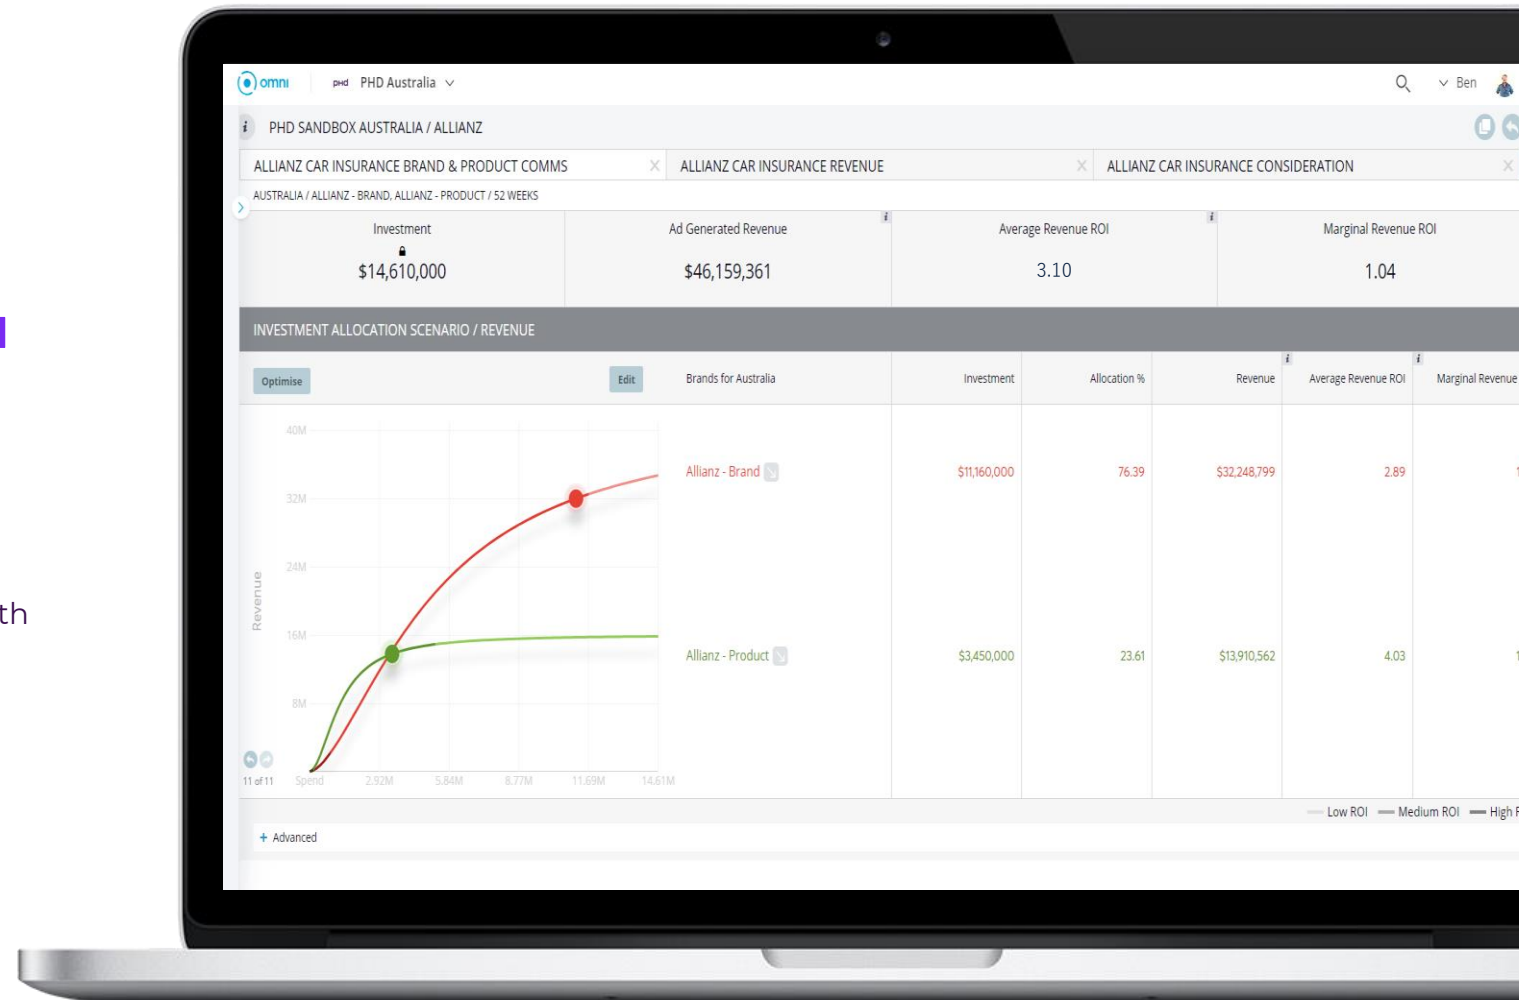 omni
phd PHD Australia
Ben
i PHD SANDBOX AUSTRALIA / ALLIANZ
ALLIANZ CAR INSURANCE BRAND & PRODUCT COMMS X ALLIANZ CAR INSURANCE REVENUE X ALLIANZ CAR INSURANCE CONSIDERATION X
AUSTRALIA / ALLIANZ - BRAND, ALLIANZ - PRODUCT / 52 WEEKS
Investment Ad Generated Revenue i Average Revenue ROI i Marginal Revenue ROI
$14,610,000 $46,159,361 3.10 1.04
INVESTMENT ALLOCATION SCENARIO / REVENUE
Optimise Edit Brands for Australia Investment Allocation % Revenue i Average Revenue ROI i Marginal Revenue
40M
Allianz - Brand $11,160,000 76.39 $32,248,799 2.89 1
32M
24M
Revenue
th
16M
Allianz - Product $3,450,000 23.61 $13,910,562 4.03 1
8M
11 of 11 Spend 2.92M 5.84M 8.77M 11.69M 14.61M
Low ROI Medium ROI High
+ Advanced